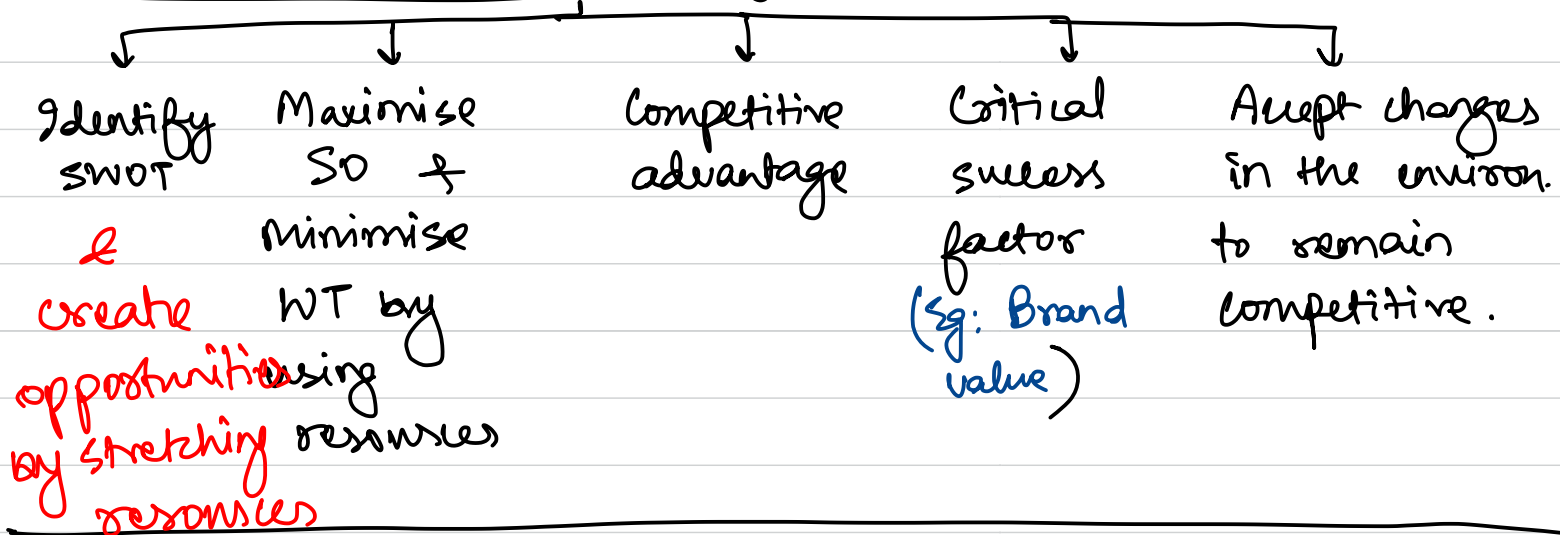 Identify
SWOT
&
create
opportunities
by stretching
resources
Maximise
SO &
Minimise
WT by
using
resources
Competitive
advantage
Critical
success
factor
(Eg: Brand
value)
Accept changes
in the environ.
to remain
competitive.